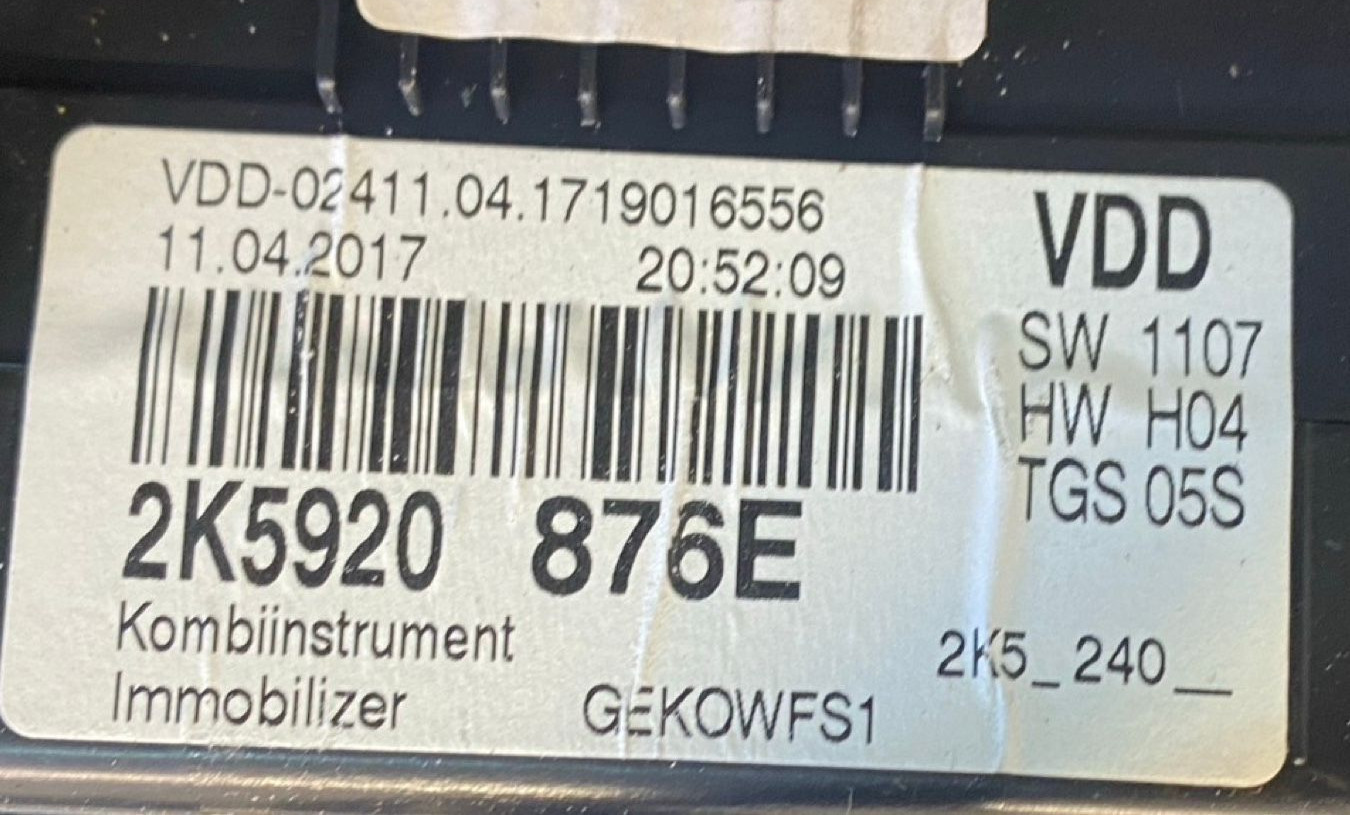 VDD-02411.04.1719016556
11.04.2017 20:52:09
VDD
SW 1107
HW H04
TGS 05S
2K5920 876E
Kombiinstrument
Immobilizer GEKOWFS1
2K5_240__